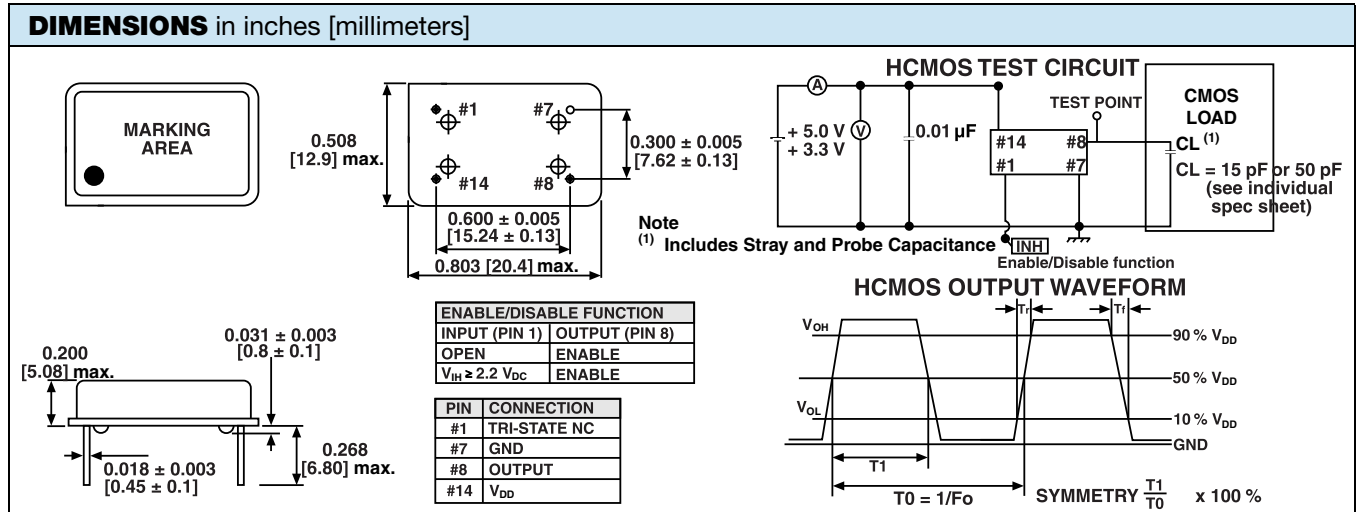 DIMENSIONS in inches [millimeters]
MARKING
AREA
0.508
[12.9] max.
#1
#7
#14
#8
0.300 ± 0.005
[7.62 ± 0.13]
0.600 ± 0.005
[15.24 ± 0.13]
0.803 [20.4] max.
HCMOS TEST CIRCUIT
A
+ 5.0 V
+ 3.3 V
V
0.01 µF
TEST POINT
#14
#8
#1
#7
CMOS
LOAD
CL (1)
CL = 15 pF or 50 pF
(see individual
spec sheet)
Note
(1) Includes Stray and Probe Capacitance
INH
Enable/Disable function
0.200
[5.08] max.
0.031 ± 0.003
[0.8 ± 0.1]
0.018 ± 0.003
[0.45 ± 0.1]
0.268
[6.80] max.
ENABLE/DISABLE FUNCTION
INPUT (PIN 1) OUTPUT (PIN 8)
OPEN ENABLE
VIH ≥ 2.2 VDC ENABLE
PIN CONNECTION
#1 TRI-STATE NC
#7 GND
#8 OUTPUT
#14 VDD
HCMOS OUTPUT WAVEFORM
Tr
Tf
VOH
90 % VDD
50 % VDD
VOL
10 % VDD
GND
T1
T0 = 1/Fo
SYMMETRY T1/T0 x 100 %